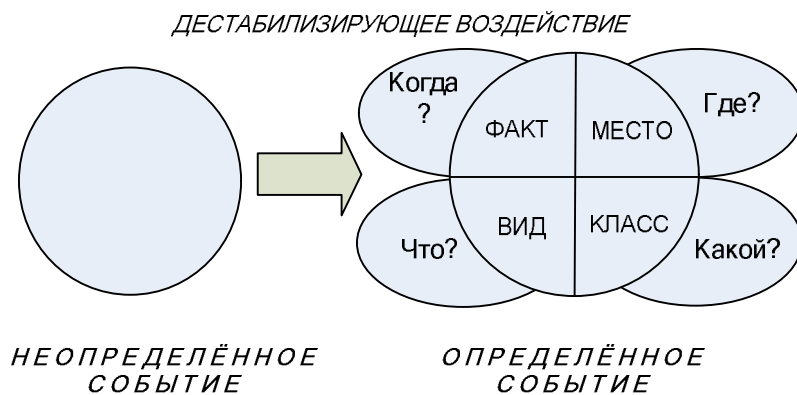 ДЕСТАБИЛИЗИРУЮЩЕЕ ВОЗДЕЙСТВИЕ
Когда
?
ФАКТ
МЕСТО
Где?
Что?
ВИД
КЛАСС
Какой?
НЕОПРЕДЕЛЁННОЕ
СОБЫТИЕ
ОПРЕДЕЛЁННОЕ
СОБЫТИЕ